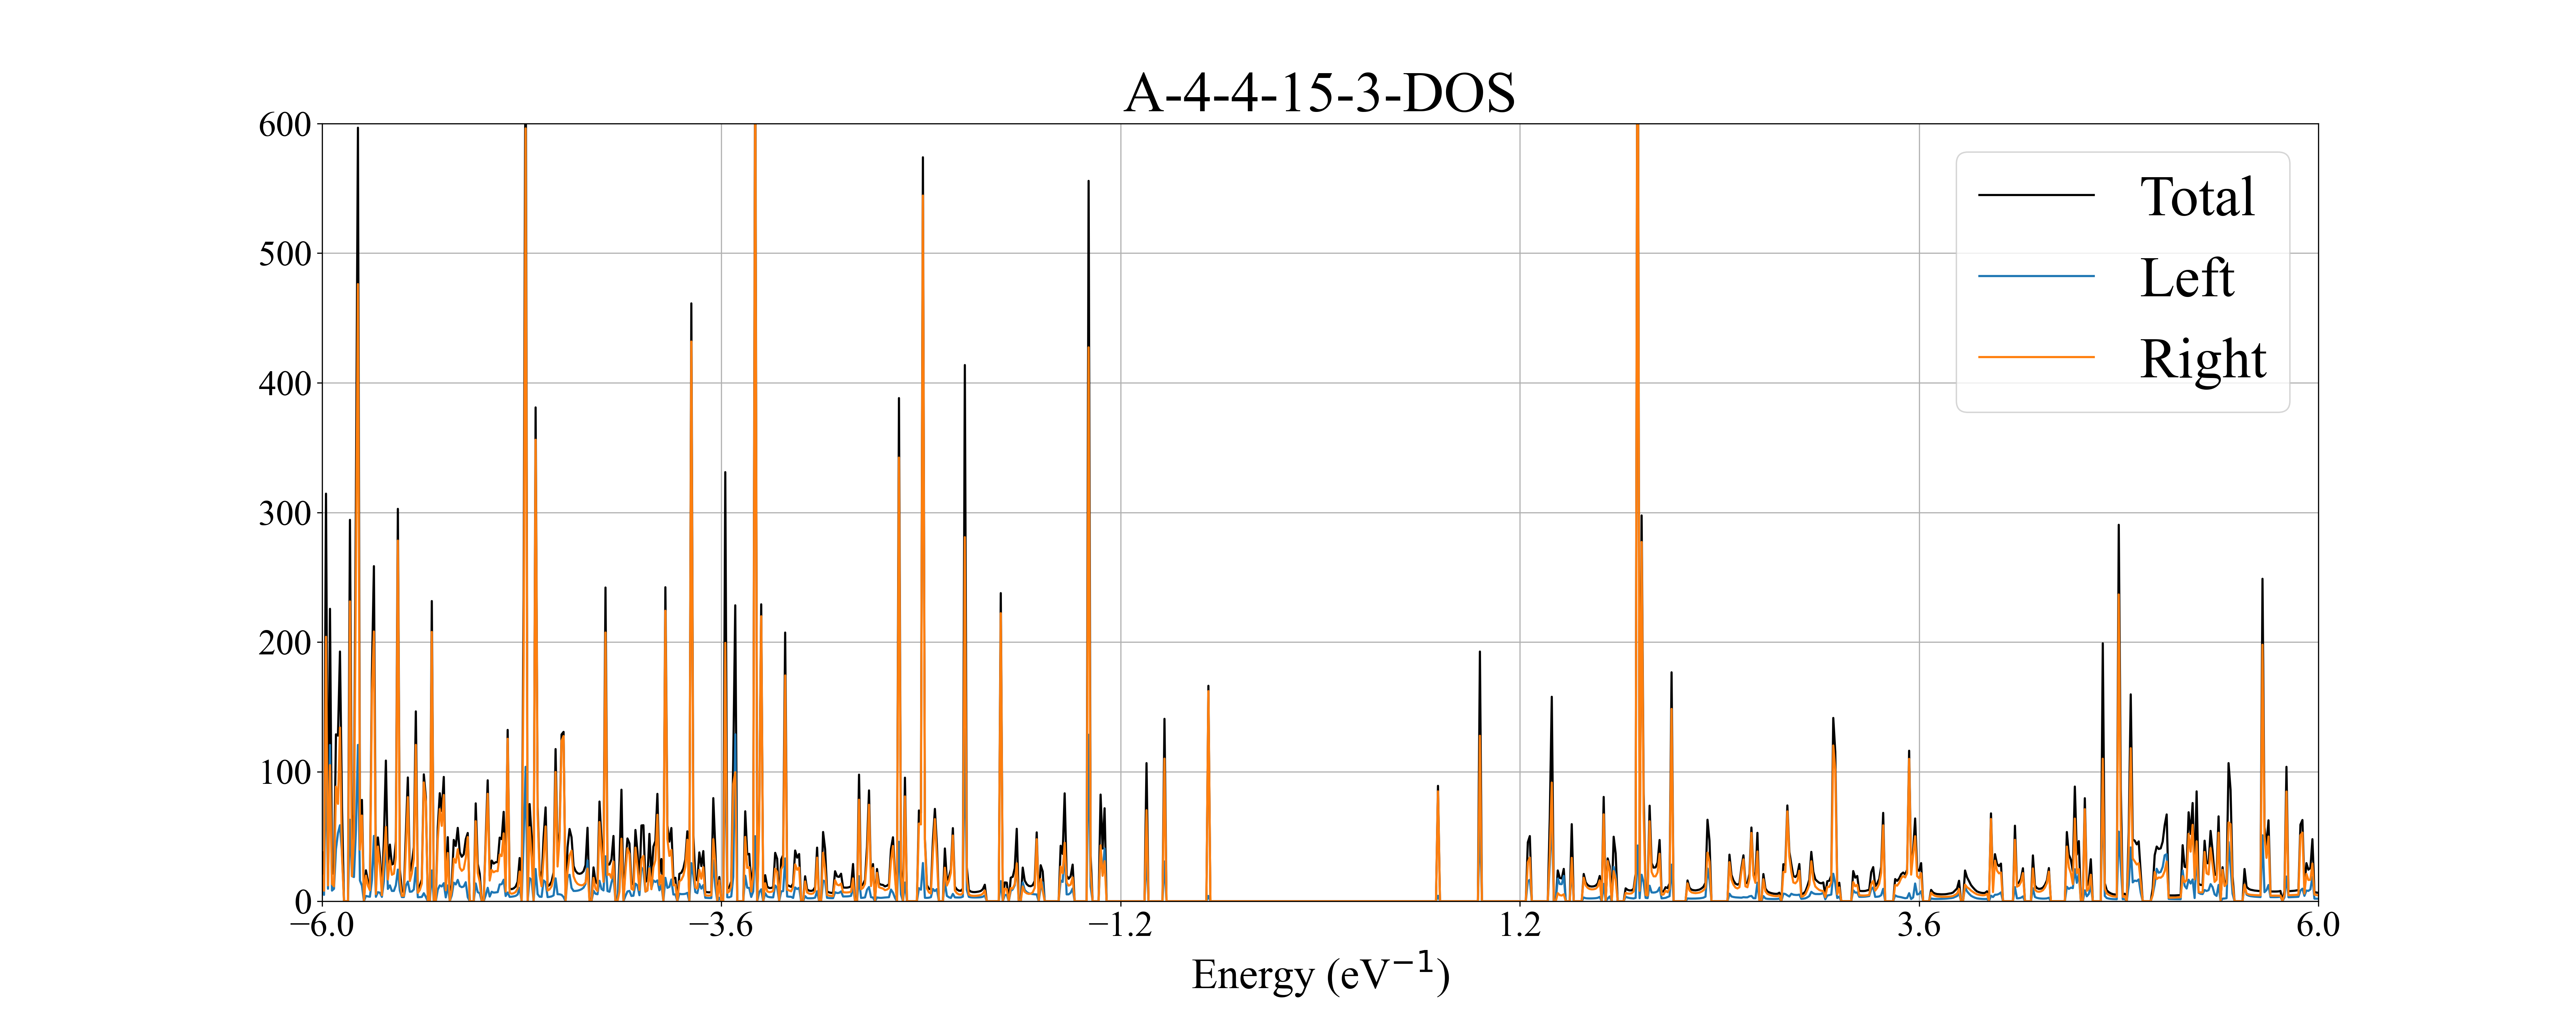 A-4-4-15-3-DOS
600
500
400
300
200
100
0
−6.0 −3.6 −1.2 1.2 3.6 6.0
Energy (eV⁻¹)
Total
Left
Right